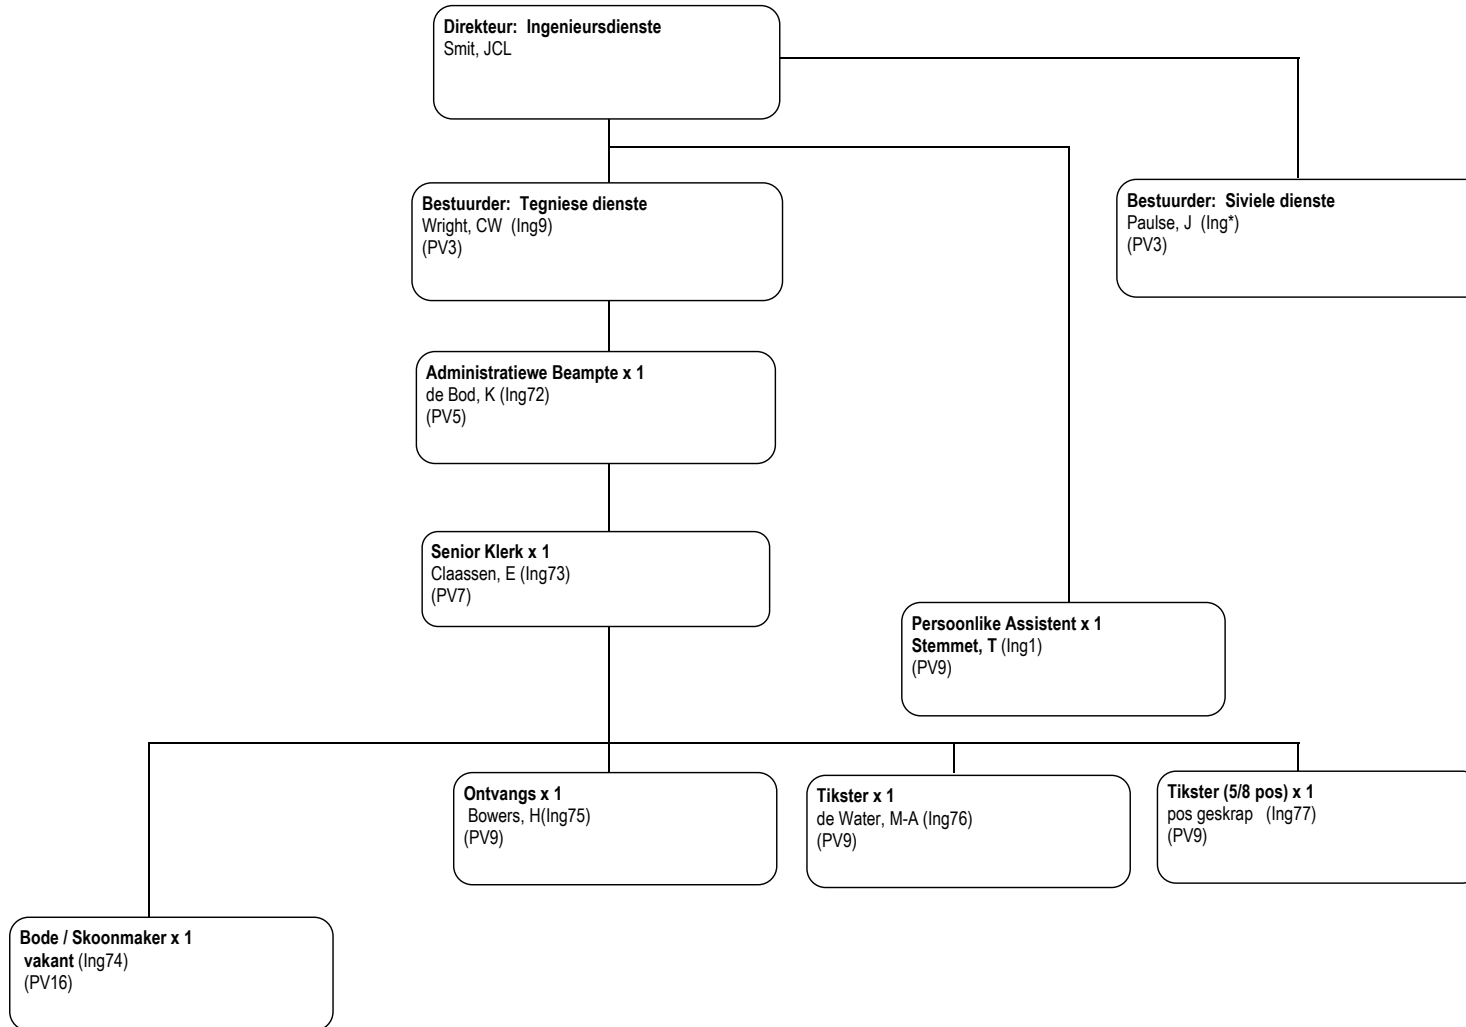 Direkteur: Ingenieursdienste
Smit, JCL
Bestuurder: Tegniese dienste
Wright, CW (Ing9)
(PV3)
Bestuurder: Siviele dienste
Paulse, J (Ing*)
(PV3)
Administratiewe Beampte x 1
de Bod, K (Ing72)
(PV5)
Senior Klerk x 1
Claassen, E (Ing73)
(PV7)
Persoonlike Assistent x 1
Stemmet, T (Ing1)
(PV9)
Ontvangs x 1
Bowers, H(Ing75)
(PV9)
Tikster x 1
de Water, M-A (Ing76)
(PV9)
Tikster (5/8 pos) x 1
pos geskrap (Ing77)
(PV9)
Bode / Skoonmaker x 1
vakant (Ing74)
(PV16)